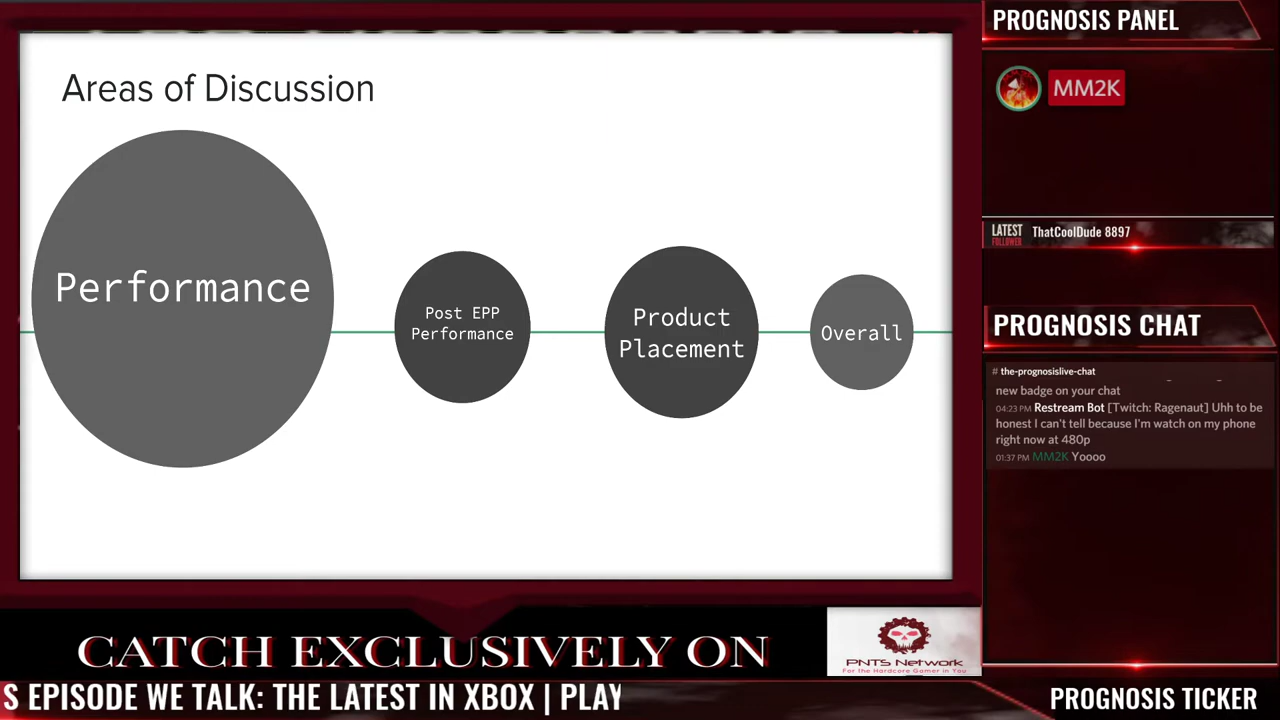 PROGNOSIS PANEL
Areas of Discussion
MM2K
Performance
Post EPP
Performance
Product
Placement
Overall
LATEST
FOLLOWER
ThatCoolDude 8897
PROGNOSIS CHAT
# the-prognosislive-chat
new badge on your chat
04:23 PM Restream Bot [Twitch: Ragenaut] Uhh to be
honest I can't tell because I'm watch on my phone
right now at 480p
01:37 PM MM2K Yoooo
CATCH EXCLUSIVELY ON
PNTS Network
For the Hardcore Gamer in You
S EPISODE WE TALK: THE LATEST IN XBOX | PLAY
PROGNOSIS TICKER